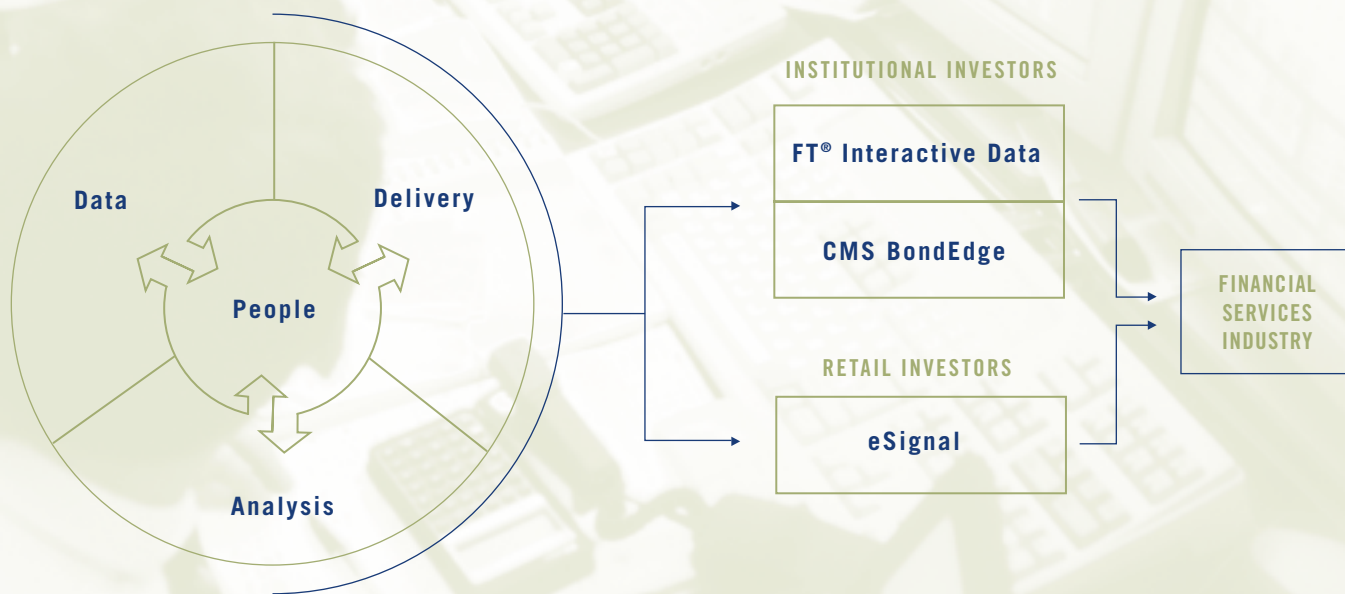 Data
Delivery
People
Analysis
INSTITUTIONAL INVESTORS
FT® Interactive Data
CMS BondEdge
RETAIL INVESTORS
eSignal
FINANCIAL
SERVICES
INDUSTRY